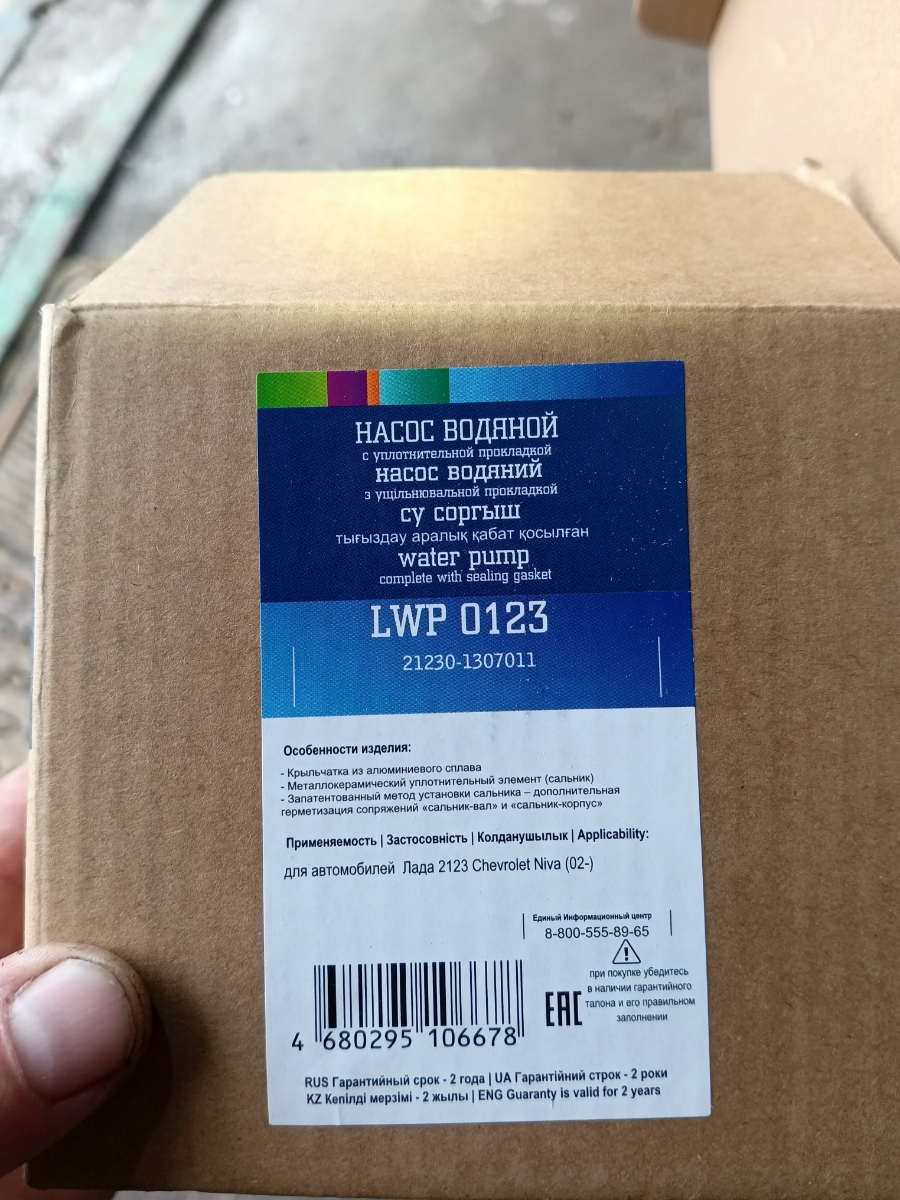 НАСОС ВОДЯНОЙ
с уплотнительной прокладкой
насос водяний
з ущільнювальной прокладкой
су соргыш
тығыздау аралық қабат қосылған
water pump
complete with sealing gasket
LWP 0123
21230-1307011
Особенности изделия:
- Крыльчатка из алюминиевого сплава
- Металлокерамический уплотнительный элемент (сальник)
- Запатентованный метод установки сальника – дополнительная
герметизация сопряжений «сальник-вал» и «сальник-корпус»
Применяемость | Застосовність | Колданушылык | Applicability:
для автомобилей Лада 2123 Chevrolet Niva (02-)
Единый Информационный центр
8-800-555-89-65
при покупке убедитесь
в наличии гарантийного
талона и его правильном
заполнении
EAC
4 680295 106678
RUS Гарантийный срок - 2 года | UA Гарантійний строк - 2 роки
KZ Кепілді мерзімі - 2 жылы | ENG Guaranty is valid for 2 years